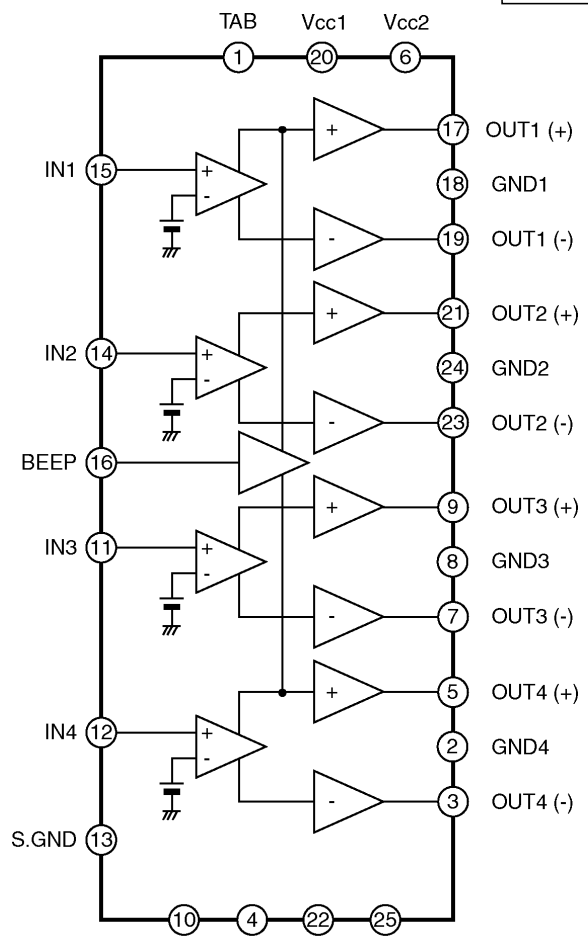 TAB Vcc1 Vcc2
1 20 6
+ 17 OUT1 (+)
IN1 15 + 18 GND1
-
- 19 OUT1 (-)
+ 21 OUT2 (+)
IN2 14 + 24 GND2
-
- 23 OUT2 (-)
BEEP 16
+ 9 OUT3 (+)
IN3 11 + 8 GND3
-
- 7 OUT3 (-)
+ 5 OUT4 (+)
IN4 12 + 2 GND4
-
- 3 OUT4 (-)
S.GND 13
10 4 22 25